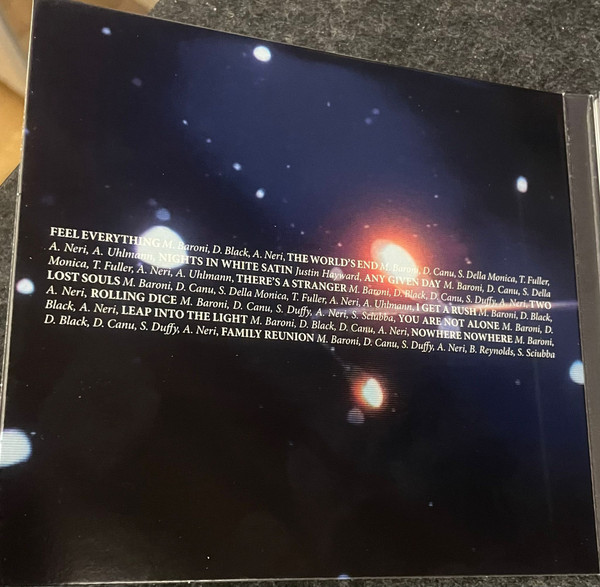 FEEL EVERYTHING M. Baroni, D. Black, A. Neri, THE WORLD'S END M. Baroni, D. Canu, S. Della Monica, T. Fuller,
A. Neri, A. Uhlmann, NIGHTS IN WHITE SATIN Justin Hayward, ANY GIVEN DAY M. Baroni, D. Canu, S. Della
Monica, T. Fuller, A. Neri, A. Uhlmann, THERE'S A STRANGER M. Baroni, D. Black, D. Canu, S. Duffy, A. Neri, TWO
LOST SOULS M. Baroni, D. Canu, S. Della Monica, T. Fuller, A. Neri, A. Uhlmann, I GET A RUSH M. Baroni, D. Black,
A. Neri, ROLLING DICE M. Baroni, D. Canu, S. Duffy, A. Neri, S. Sciubba, YOU ARE NOT ALONE M. Baroni, D.
Black, A. Neri, LEAP INTO THE LIGHT M. Baroni, D. Black, D. Canu, A. Neri, NOWHERE NOWHERE M. Baroni,
D. Black, D. Canu, S. Duffy, A. Neri, FAMILY REUNION M. Baroni, D. Canu, S. Duffy, A. Neri, B. Reynolds, S. Sciubba